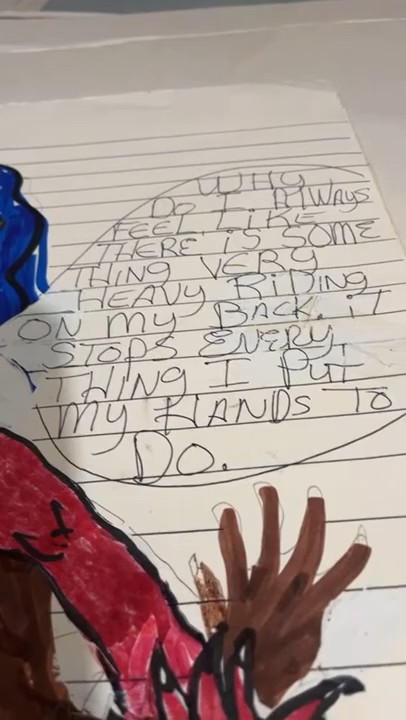 WHY
DO I ALWAYS
FEEL LIKE
THERE IS SOME
THING VERY
HEAVY RiDiNg
ON MY BACK. iT
STOPS EVERY
THiNg I PUT
MY HANDS TO
DO.